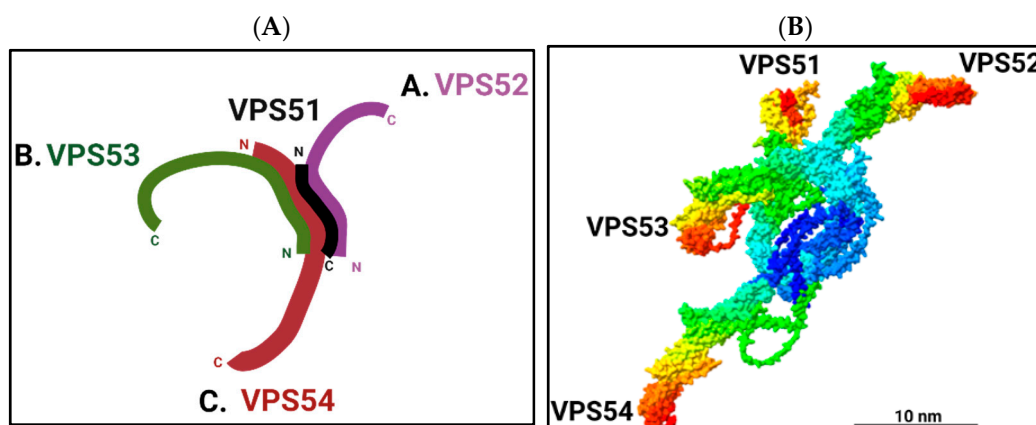 (A)
(B)
VPS51
A. VPS52
C
N
N
B. VPS53
C
N
C
N
C
C. VPS54
VPS51
VPS52
VPS53
VPS54
10 nm